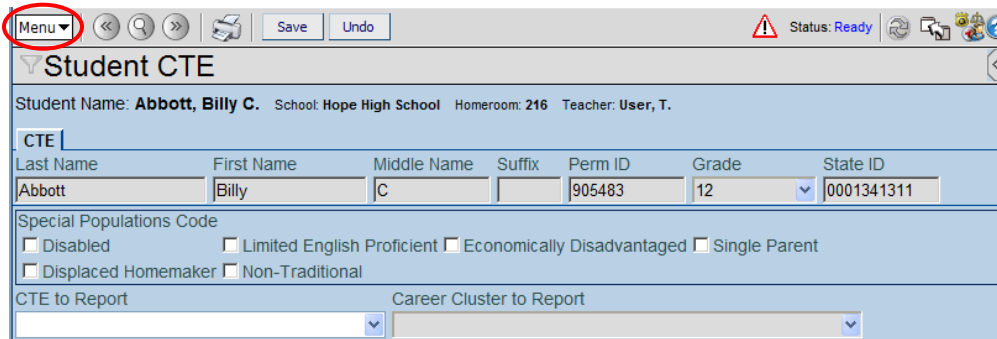 Menu Save Undo Status: Ready
Student CTE
Student Name: Abbott, Billy C. School: Hope High School Homeroom: 216 Teacher: User, T.
CTE
Last Name First Name Middle Name Suffix Perm ID Grade State ID
Abbott Billy C 905483 12 0001341311
Special Populations Code
Disabled Limited English Proficient Economically Disadvantaged Single Parent
Displaced Homemaker Non-Traditional
CTE to Report Career Cluster to Report